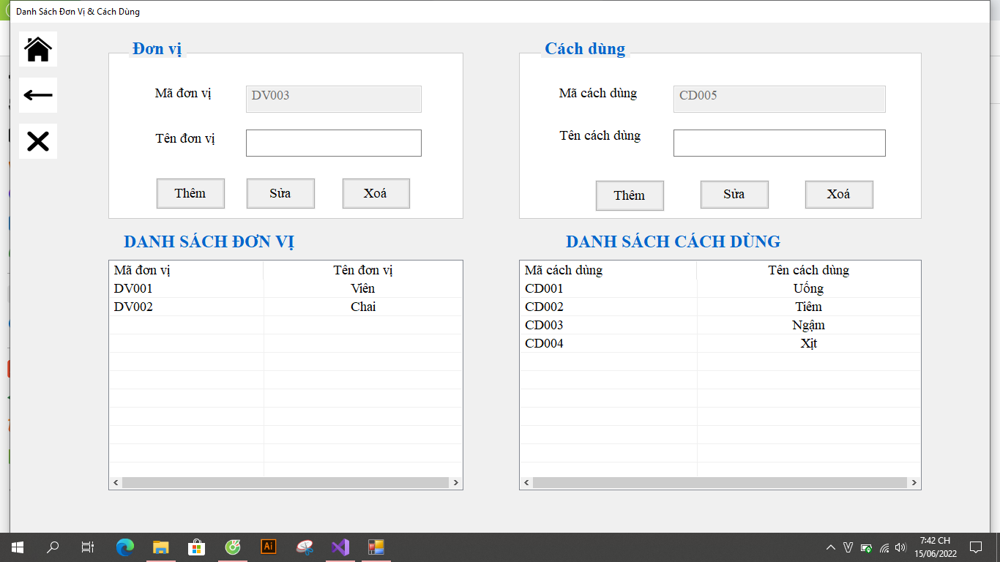 Danh Sách Đơn Vị & Cách Dùng
Đơn vị
Mã đơn vị DV003
Tên đơn vị
Thêm Sửa Xoá
Cách dùng
Mã cách dùng CD005
Tên cách dùng
Thêm Sửa Xoá
DANH SÁCH ĐƠN VỊ
Mã đơn vị Tên đơn vị
DV001 Viên
DV002 Chai
DANH SÁCH CÁCH DÙNG
Mã cách dùng Tên cách dùng
CD001 Uống
CD002 Tiêm
CD003 Ngậm
CD004 Xịt
Ai
V
7:42 CH
15/06/2022